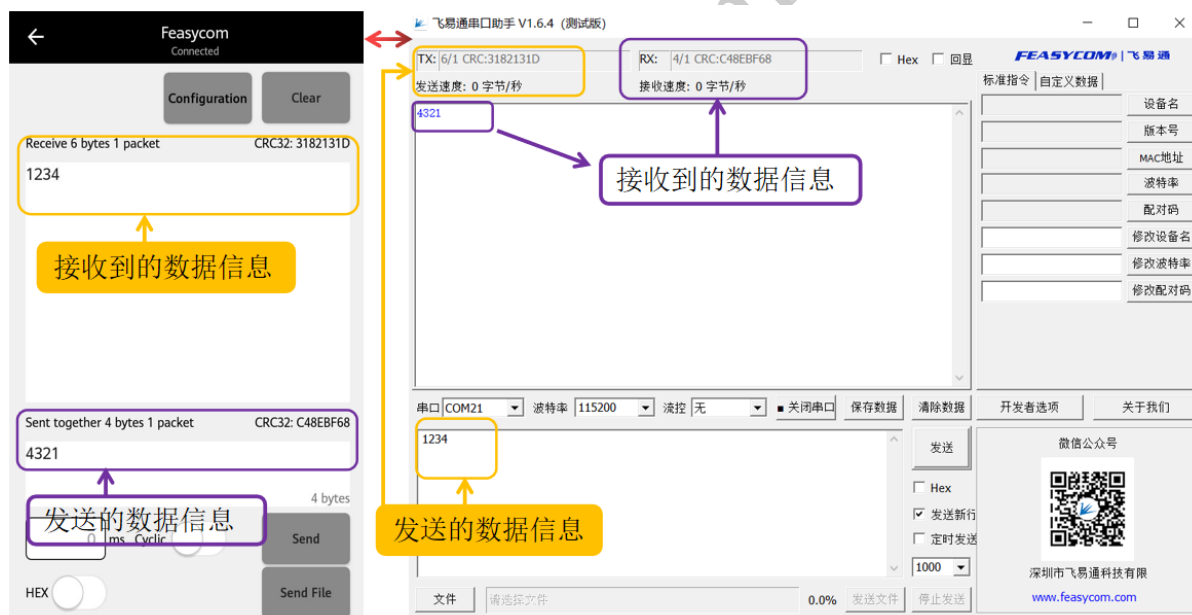 Feasycom
Connected
Configuration
Clear
Receive 6 bytes 1 packet
CRC32: 3182131D
1234
接收到的数据信息
Sent together 4 bytes 1 packet
CRC32: C48EBF68
4321
4 bytes
发送的数据信息
0 ms Cyclic
Send
HEX
Send File
飞易通串口助手 V1.6.4 (测试版)
TX: 6/1 CRC:3182131D
RX: 4/1 CRC:C48EBF68
Hex
回显
发送速度: 0 字节/秒
接收速度: 0 字节/秒
4321
接收到的数据信息
FEASYCOM® | 飞易通
标准指令
自定义数据
设备名
版本号
MAC地址
波特率
配对码
修改设备名
修改波特率
修改配对码
串口 COM21
波特率 115200
流控 无
关闭串口
保存数据
清除数据
开发者选项
关于我们
1234
发送的数据信息
发送
Hex
发送新行
定时发送
1000
文件
请选择文件
0.0%
发送文件
停止发送
微信公众号
深圳市飞易通科技有限
www.feasycom.com